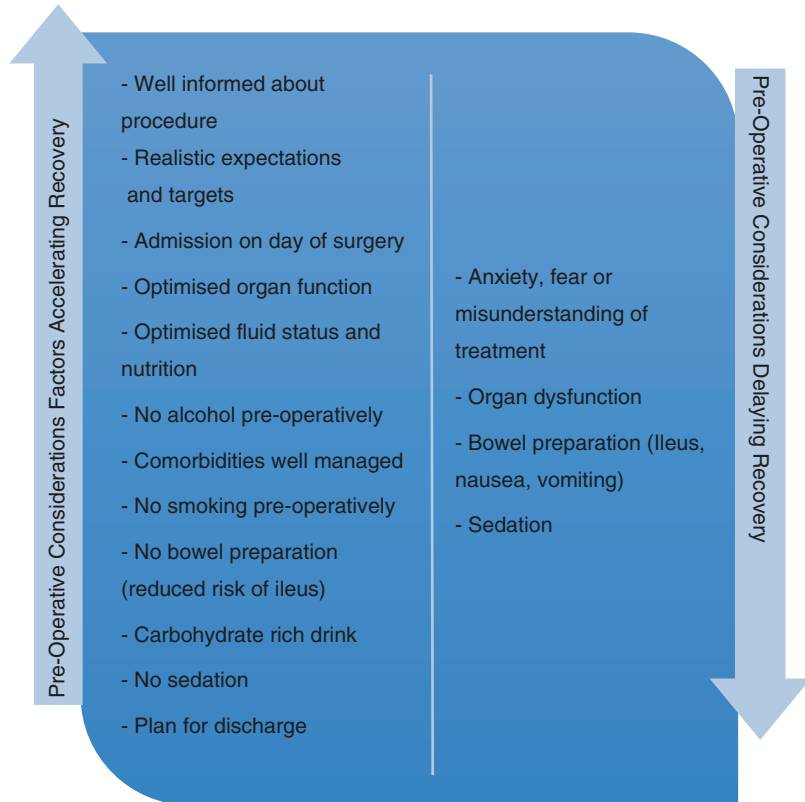 Pre-Operative Considerations Factors Accelerating Recovery
- Well informed about
procedure
- Realistic expectations
and targets
- Admission on day of surgery
- Optimised organ function
- Optimised fluid status and
nutrition
- No alcohol pre-operatively
- Comorbidities well managed
- No smoking pre-operatively
- No bowel preparation
(reduced risk of ileus)
- Carbohydrate rich drink
- No sedation
- Plan for discharge
- Anxiety, fear or
misunderstanding of
treatment
- Organ dysfunction
- Bowel preparation (Ileus,
nausea, vomiting)
- Sedation
Pre-Operative Considerations Delaying Recovery